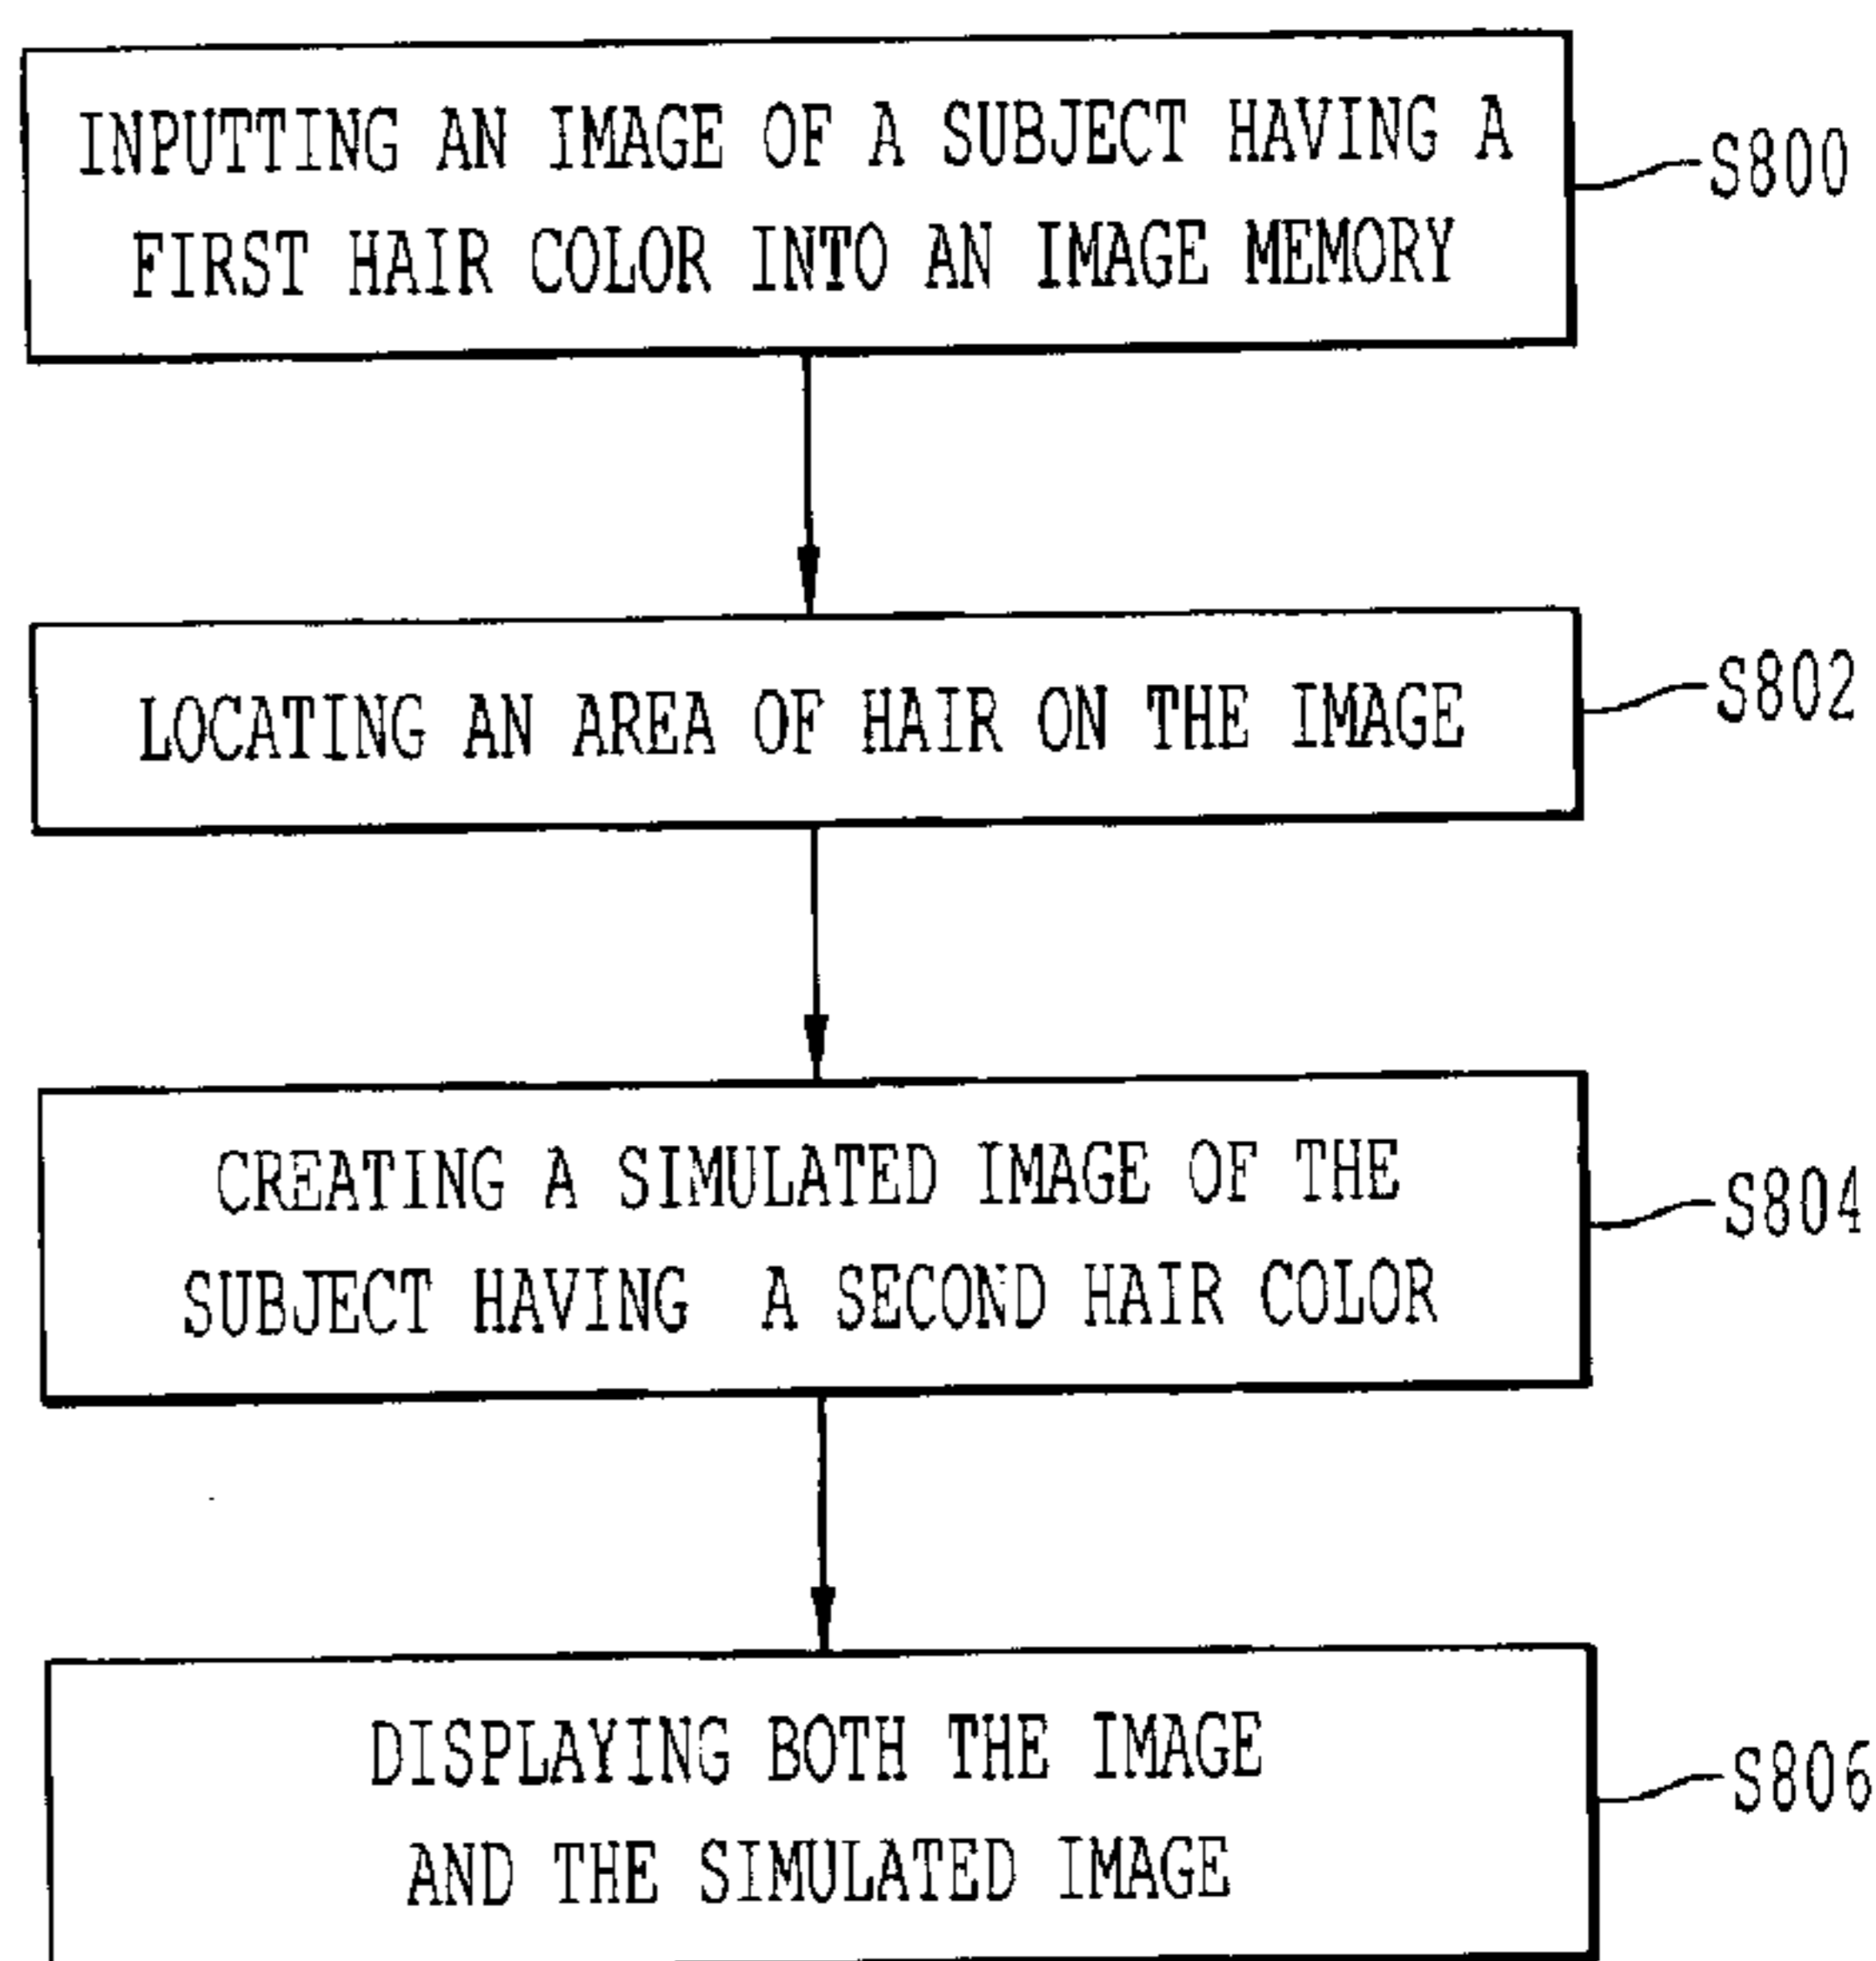 INPUTTING AN IMAGE OF A SUBJECT HAVING A
FIRST HAIR COLOR INTO AN IMAGE MEMORY
S800
LOCATING AN AREA OF HAIR ON THE IMAGE
S802
CREATING A SIMULATED IMAGE OF THE
SUBJECT HAVING A SECOND HAIR COLOR
S804
DISPLAYING BOTH THE IMAGE
AND THE SIMULATED IMAGE
S806